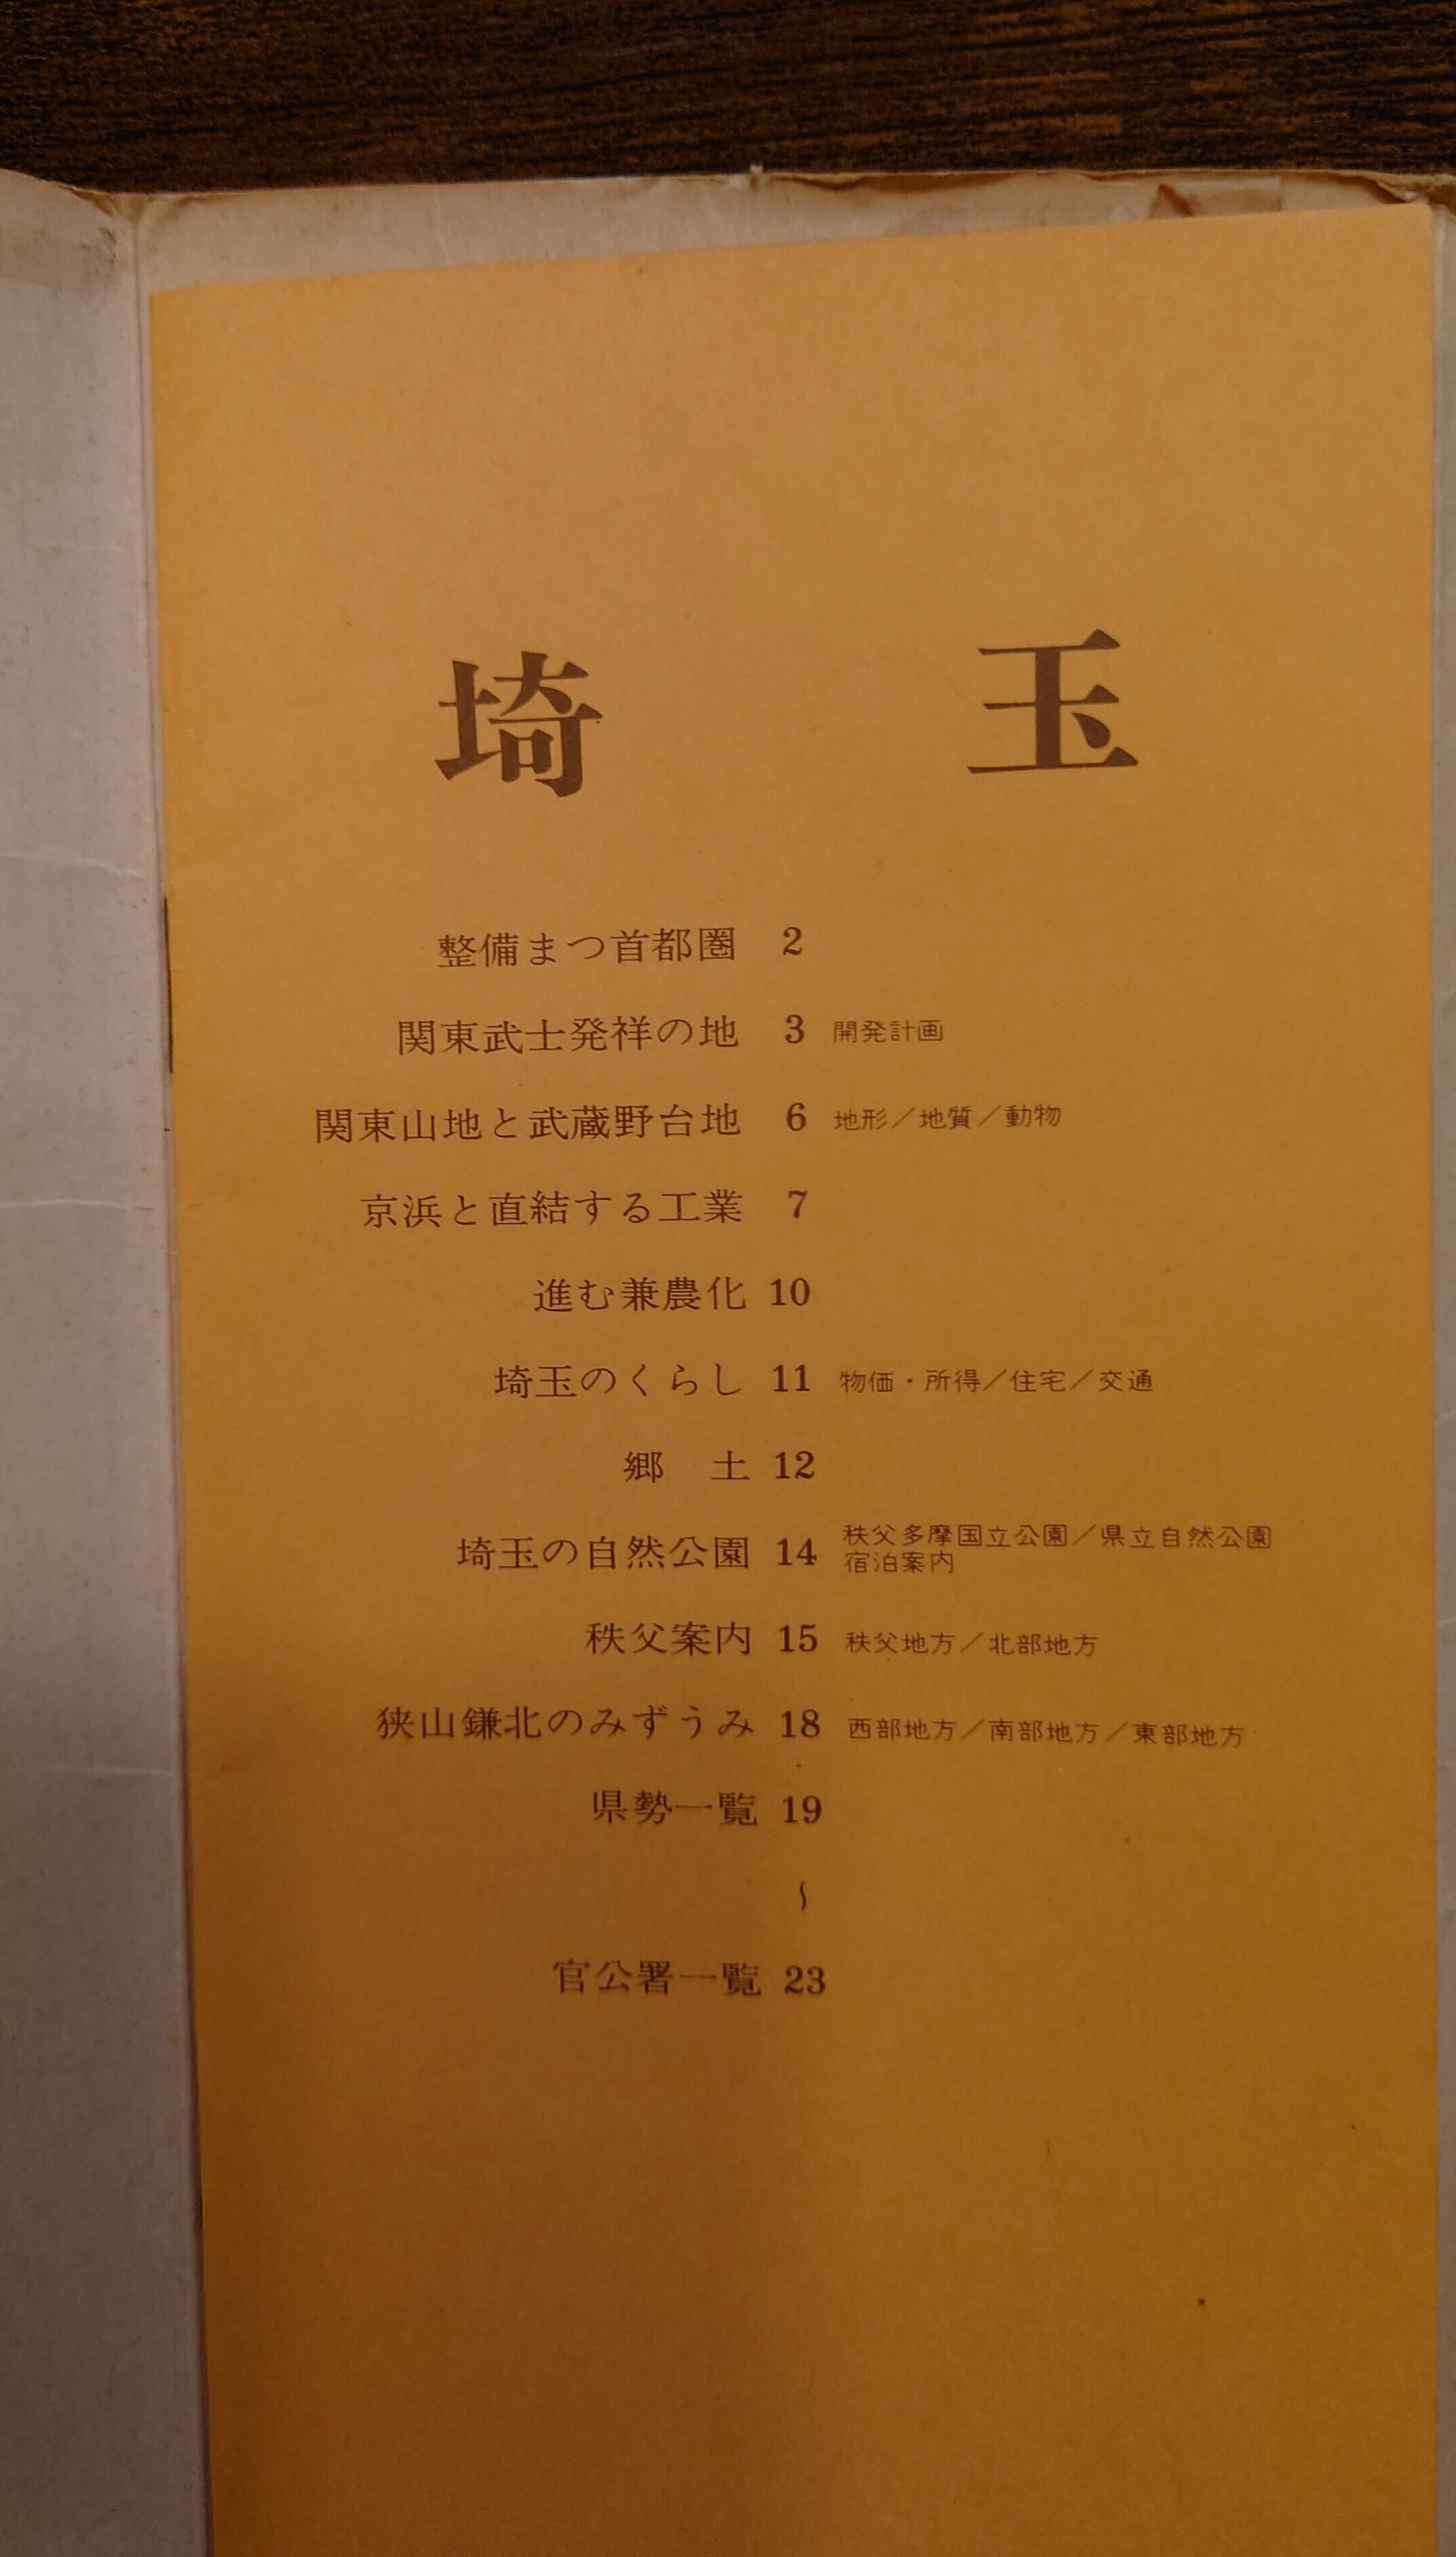 埼　玉
整備まつ首都圏 2
関東武士発祥の地 3 開発計画
関東山地と武蔵野台地 6 地形／地質／動物
京浜と直結する工業 7
進む兼農化 10
埼玉のくらし 11 物価・所得／住宅／交通
郷　土 12
埼玉の自然公園 14 秩父多摩国立公園／県立自然公園
宿泊案内
秩父案内 15 秩父地方／北部地方
狭山鎌北のみずうみ 18 西部地方／南部地方／東部地方
県勢一覧 19
〜
官公署一覧 23